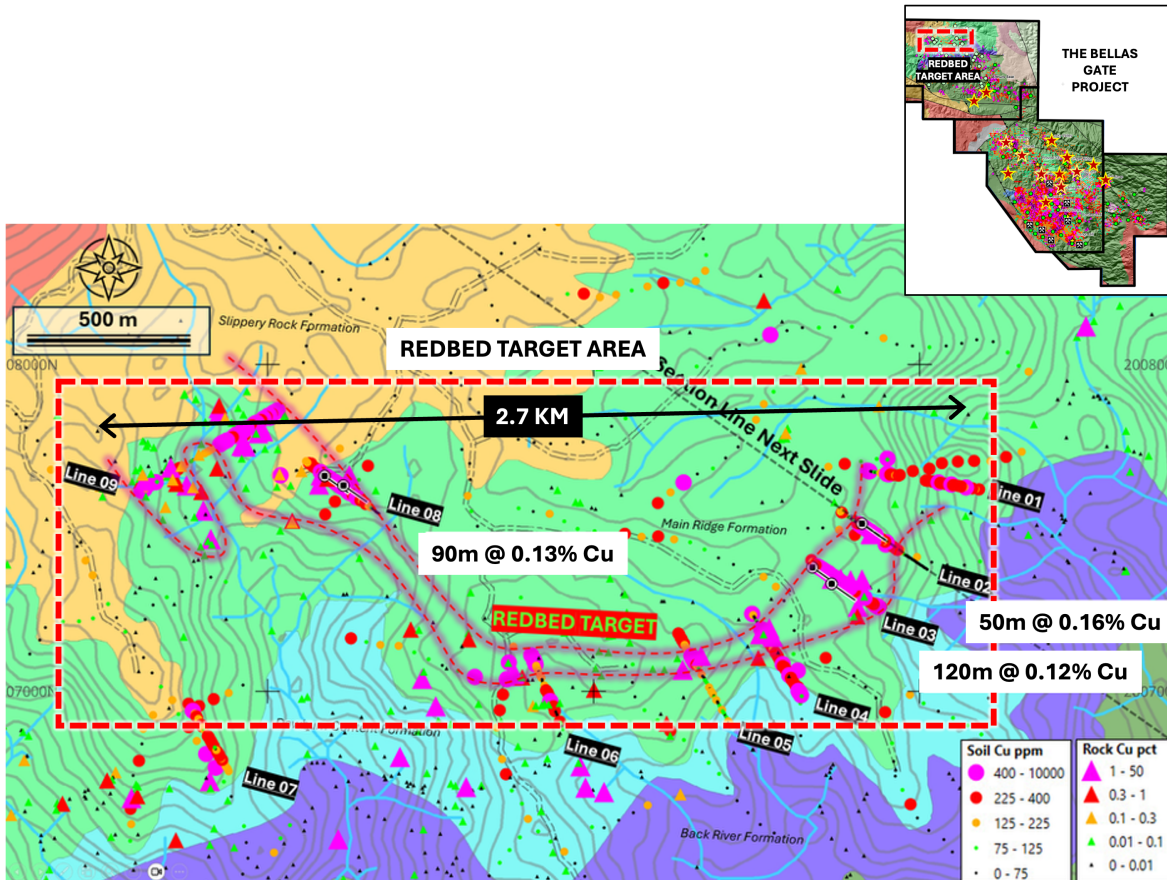 THE BELLAS
GATE
PROJECT
REDBED
TARGET AREA
500 m
Slippery Rock Formation
REDBED TARGET AREA
08000N
20080
Section Line Next Slide
2.7 KM
Line 09
Line 08
Line 01
Main Ridge Formation
90m @ 0.13% Cu
Line 02
REDBED TARGET
Line 03
50m @ 0.16% Cu
120m @ 0.12% Cu
07000N
20070
Line 04
Formation
Line 05
Line 06
Line 07
Back River Formation
Soil Cu ppm
400 - 10000
225 - 400
125 - 225
75 - 125
0 - 75
Rock Cu pct
1 - 50
0.3 - 1
0.1 - 0.3
0.01 - 0.1
0 - 0.01